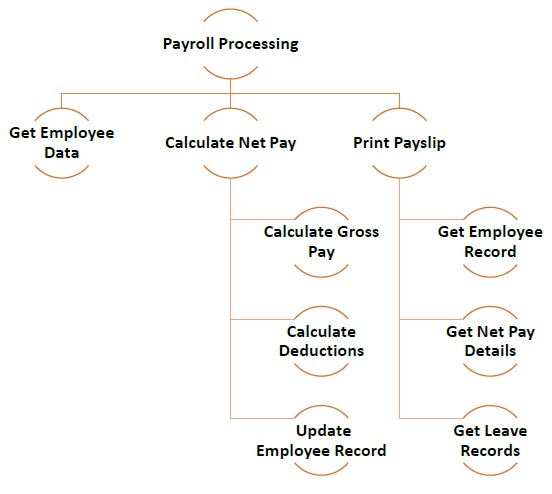 Payroll Processing
Get Employee
Data
Calculate Net Pay
Print Payslip
Calculate Gross
Pay
Calculate
Deductions
Update
Employee Record
Get Employee
Record
Get Net Pay
Details
Get Leave
Records